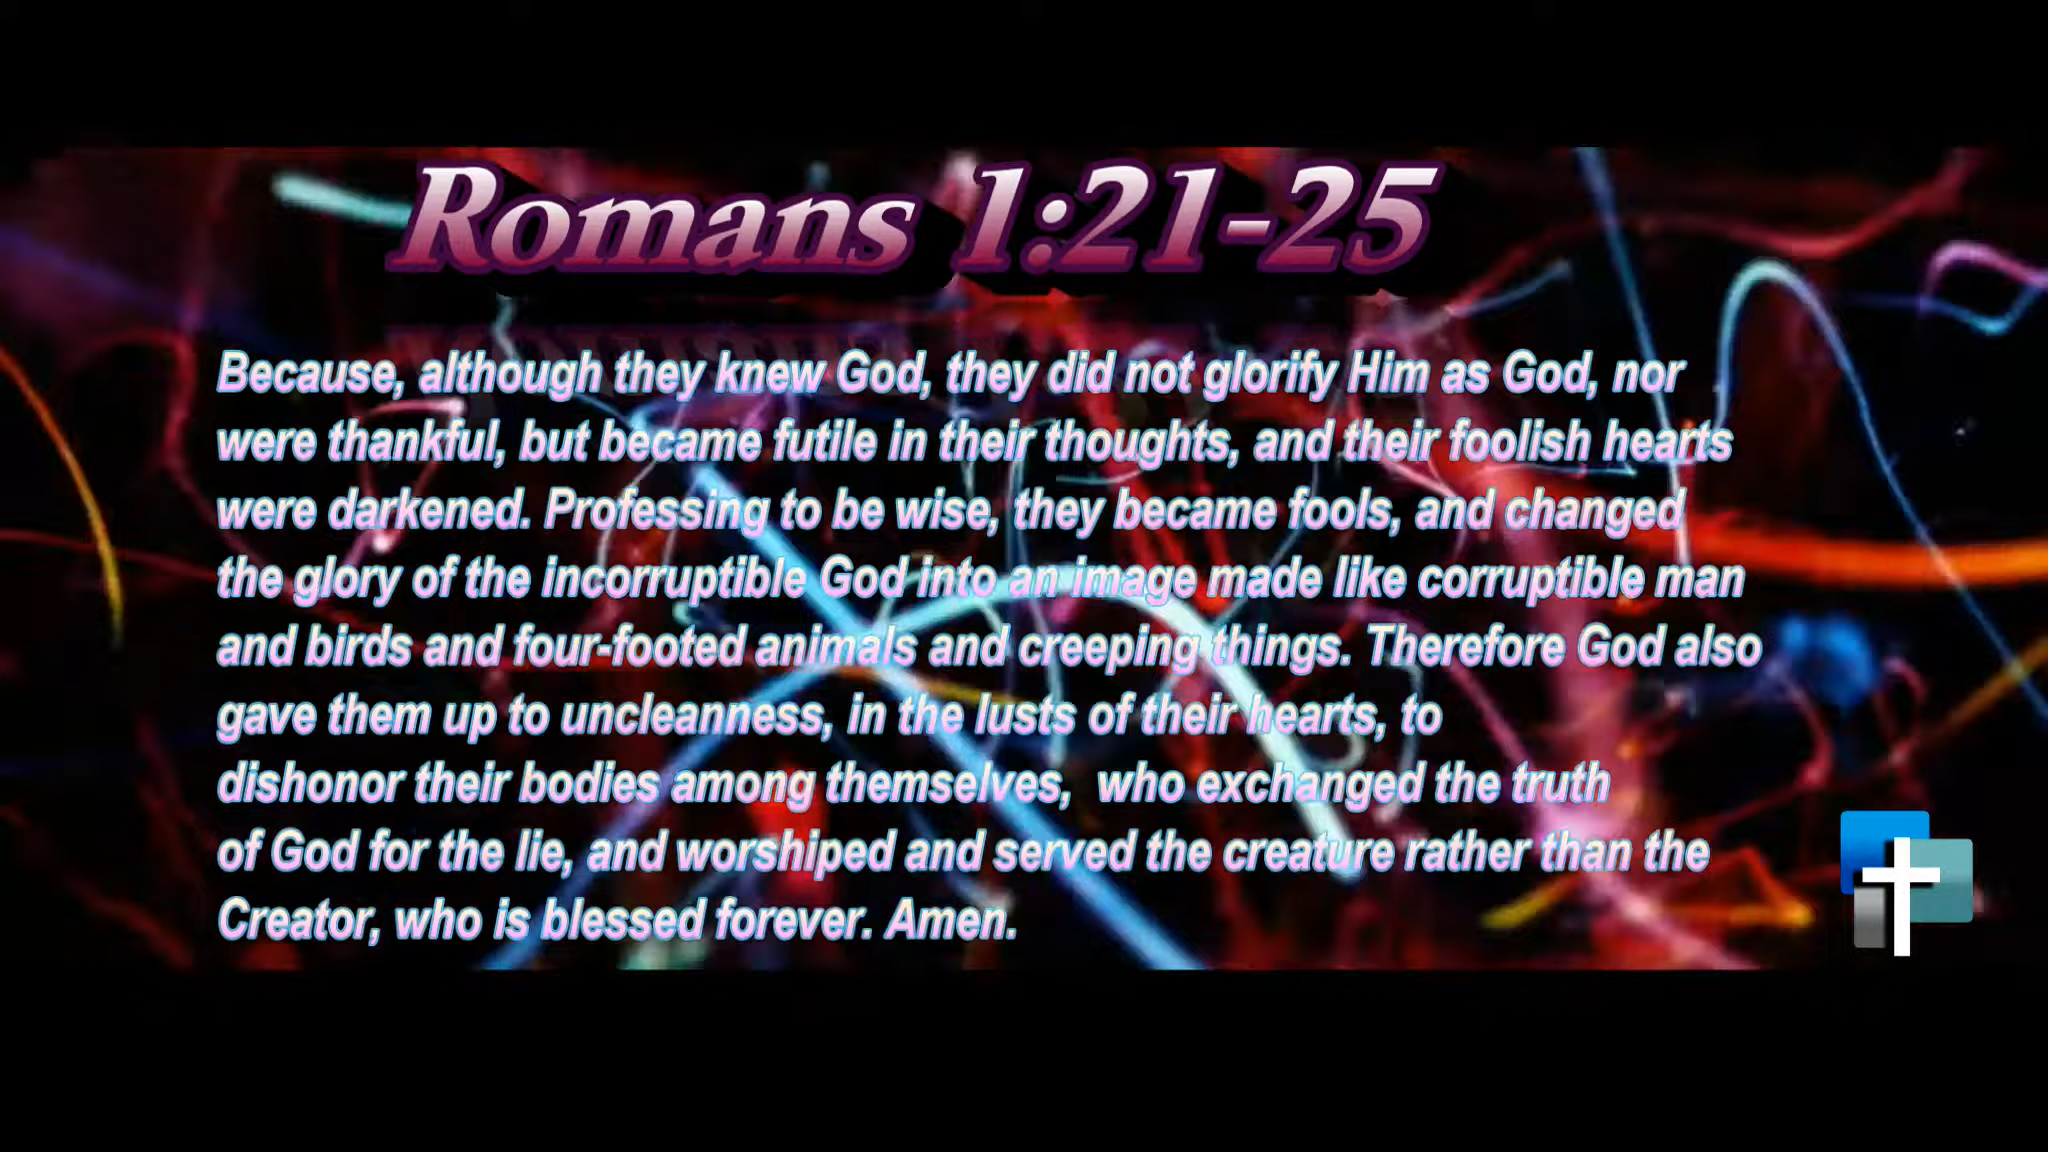 Romans 1:21-25
Because, although they knew God, they did not glorify Him as God, nor
were thankful, but became futile in their thoughts, and their foolish hearts
were darkened. Professing to be wise, they became fools, and changed
the glory of the incorruptible God into an image made like corruptible man
and birds and four-footed animals and creeping things. Therefore God also
gave them up to uncleanness, in the lusts of their hearts, to
dishonor their bodies among themselves,  who exchanged the truth
of God for the lie, and worshiped and served the creature rather than the
Creator, who is blessed forever. Amen.